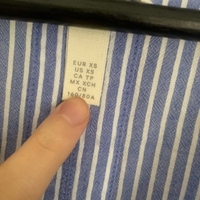 EUR XS
US XS
CA TP
MX XCH
CN
160/80A